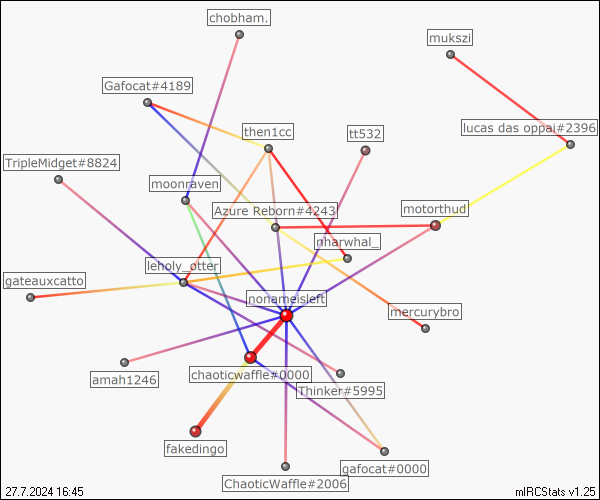 chobham.
mukszi
Gafocat#4189
lucas das oppai#2396
then1cc
tt532
TripleMidget#8824
moonraven
Azure Reborn#4243
motorthud
nharwhal_
leholy_otter
gateauxcatto
nonameisleft
mercurybro
chaoticwaffle#0000
amah1246
Thinker#5995
fakedingo
gafocat#0000
ChaoticWaffle#2006
27.7.2024 16:45
mIRCStats v1.25